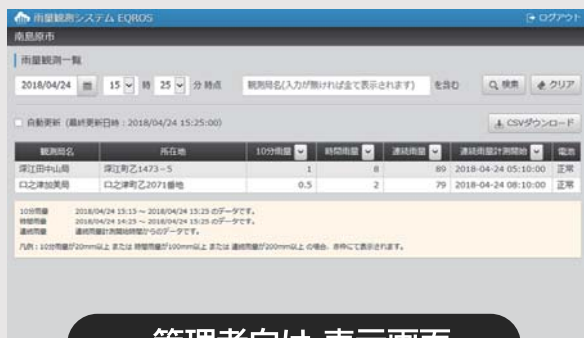 雨量観測システム EQROS
ログアウト
南島原市
雨量観測一覧
2018/04/24 15 時 25 分 時点 観測局名(入力が無ければ全て表示されます) を含む 検索 クリア
自動更新 (最終更新日時：2018/04/24 15:25:00) CSVダウンロード
観測局名 所在地 10分雨量 時間雨量 連続雨量 連続雨量計測開始 電池
深江田中山局 深江町乙1473－5 1 8 89 2018-04-24 05:10:00 正常
口之津加美局 口之津町乙2071番地 0.5 2 79 2018-04-24 08:10:00 正常
10分雨量 2018/04/24 15:15 ～ 2018/04/24 15:25 のデータです。
時間雨量 2018/04/24 14:25 ～ 2018/04/24 15:25 のデータです。
連続雨量 連続雨量計測開始時間からのデータです。
凡例：10分雨量が20mm以上 または 時間雨量が100mm以上 または 連続雨量が200mm以上 の場合、赤枠にて表示されます。
管理者向け 表示画面